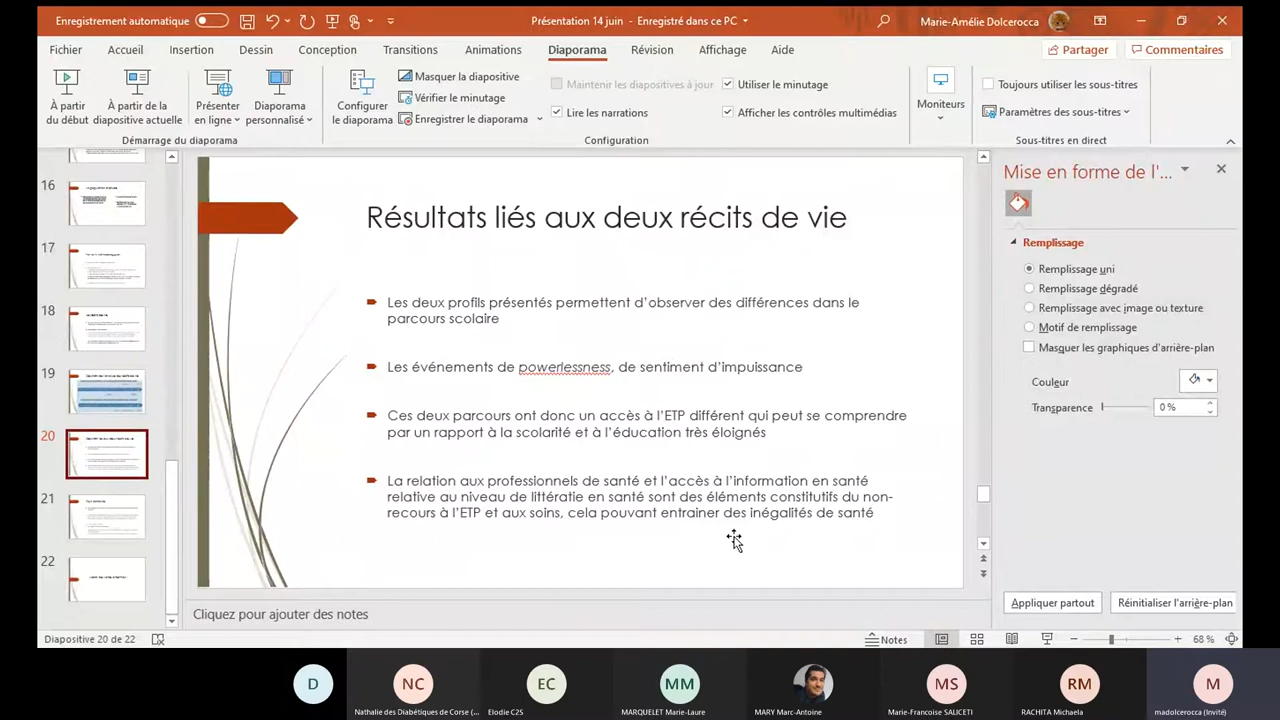 Enregistrement automatique
Présentation 14 juin - Enregistré dans ce PC
Marie-Amélie Dolcerocca
Fichier Accueil Insertion Dessin Conception Transitions Animations Diaporama Révision Affichage Aide
Partager
Commentaires
À partir
du début
À partir de la
diapositive actuelle
Présenter
en ligne
Diaporama
personnalisé
Démarrage du diaporama
Configurer
le diaporama
Masquer la diapositive
Vérifier le minutage
Enregistrer le diaporama
Maintenir les diapositives à jour
Lire les narrations
Utiliser le minutage
Afficher les contrôles multimédias
Configuration
Moniteurs
Toujours utiliser les sous-titres
Paramètres des sous-titres
Sous-titres en direct
16
17
18
19
20
21
22
Résultats liés aux deux récits de vie
Les deux profils présentés permettent d'observer des différences dans le
parcours scolaire
Les événements de powerlessness, de sentiment d'impuissance
Ces deux parcours ont donc un accès à l'ETP différent qui peut se comprendre
par un rapport à la scolarité et à l'éducation très éloignés
La relation aux professionnels de santé et l'accès à l'information en santé
relative au niveau de littératie en santé sont des éléments constitutifs du non-
recours à l'ETP et aux soins, cela pouvant entrainer des inégalités de santé
Cliquez pour ajouter des notes
Mise en forme de l'...
Remplissage
Remplissage uni
Remplissage dégradé
Remplissage avec image ou texture
Motif de remplissage
Masquer les graphiques d'arrière-plan
Couleur
Transparence
0 %
Appliquer partout
Réinitialiser l'arrière-plan
Diapositive 20 de 22
Notes
68 %
D
NC
EC
MM
MS
RM
M
Nathalie des Diabétiques de Corse (...
Elodie C2S
MARQUELET Marie-Laure
MARY Marc-Antoine
Marie-Francoise SALICETI
RACHITA Michaela
madolcerocca (Invité)